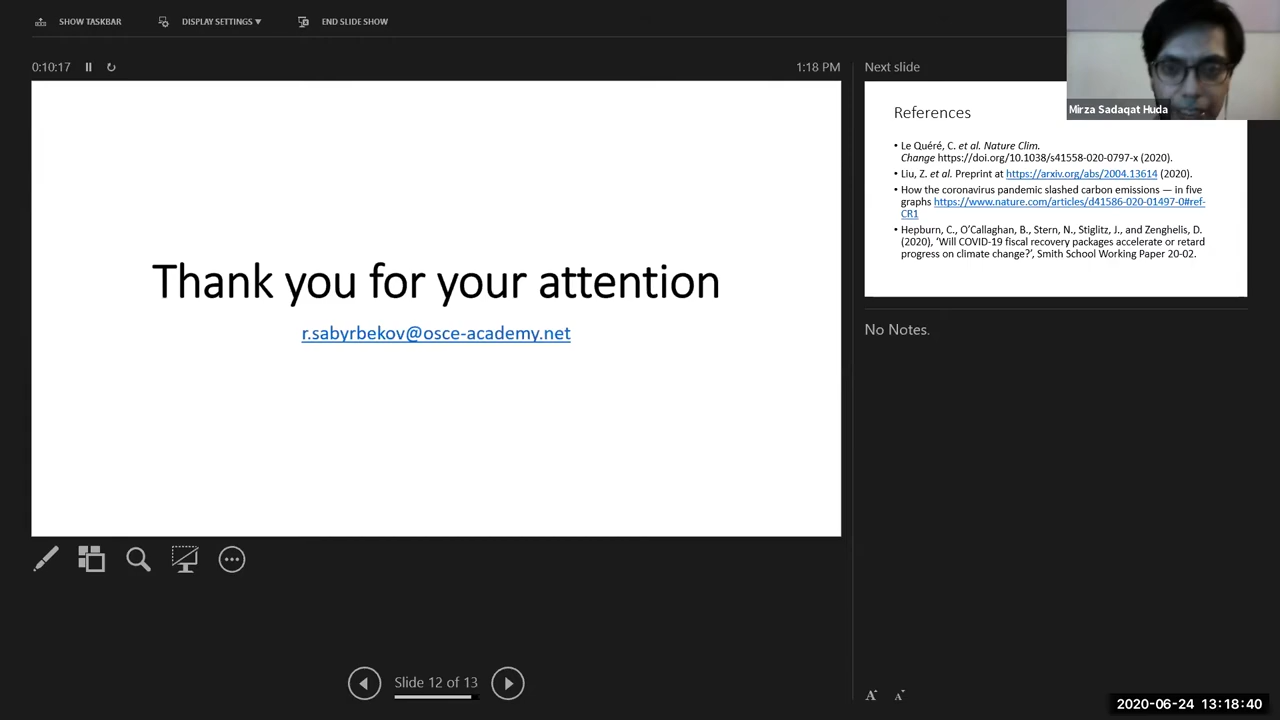 SHOW TASKBAR
DISPLAY SETTINGS ▼
END SLIDE SHOW
0:10:17
1:18 PM
Thank you for your attention
r.sabyrbekov@osce-academy.net
Slide 12 of 13
Next slide
Mirza Sadaqat Huda
References
• Le Quéré, C. et al. Nature Clim.
Change https://doi.org/10.1038/s41558-020-0797-x (2020).
• Liu, Z. et al. Preprint at https://arxiv.org/abs/2004.13614 (2020).
• How the coronavirus pandemic slashed carbon emissions — in five
graphs https://www.nature.com/articles/d41586-020-01497-0#ref-
CR1
• Hepburn, C., O’Callaghan, B., Stern, N., Stiglitz, J., and Zenghelis, D.
(2020), ‘Will COVID-19 fiscal recovery packages accelerate or retard
progress on climate change?’, Smith School Working Paper 20-02.
No Notes.
A A
2020-06-24 13:18:40